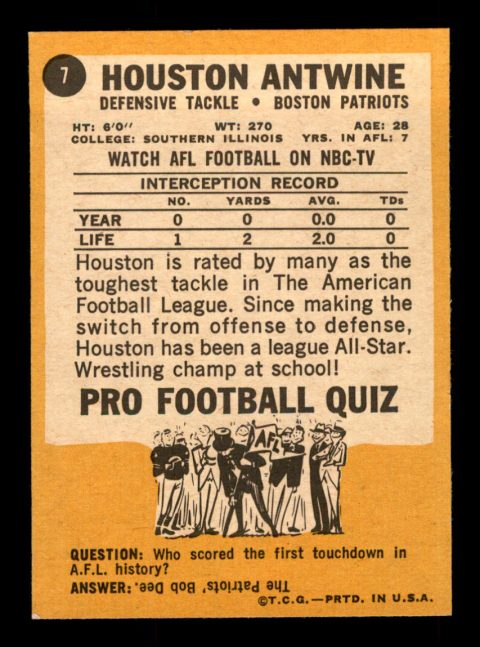 7
HOUSTON ANTWINE
DEFENSIVE TACKLE • BOSTON PATRIOTS
HT: 6'0" WT: 270 AGE: 28
COLLEGE: SOUTHERN ILLINOIS YRS. IN AFL: 7
WATCH AFL FOOTBALL ON NBC-TV
INTERCEPTION RECORD
NO. YARDS AVG. TDs
YEAR 0 0 0.0 0
LIFE 1 2 2.0 0
Houston is rated by many as the
toughest tackle in The American
Football League. Since making the
switch from offense to defense,
Houston has been a league All-Star.
Wrestling champ at school!
PRO FOOTBALL QUIZ
AFL
QUESTION: Who scored the first touchdown in
A.F.L. history?
ANSWER: The Patriots' Bob Dee.
©T.C.G.—PRTD. IN U.S.A.